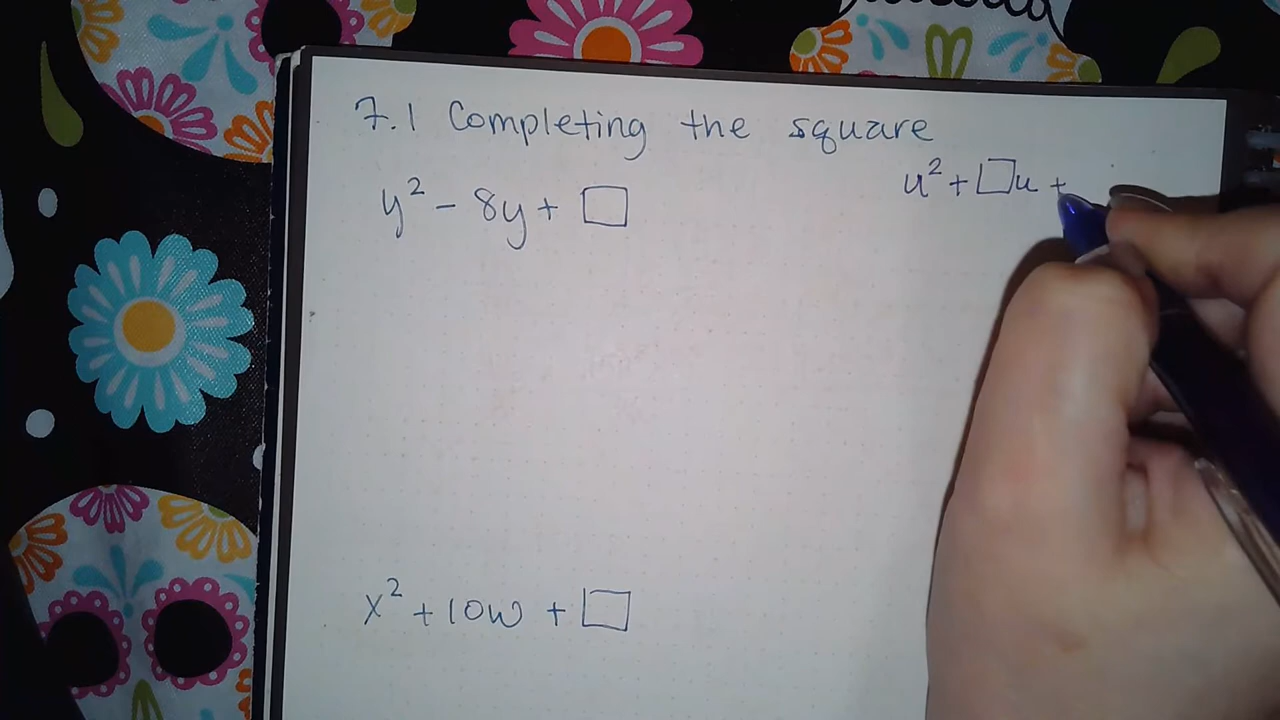 7.1 Completing the square
y² - 8y + □
u² + □u +
x² + 10w + □